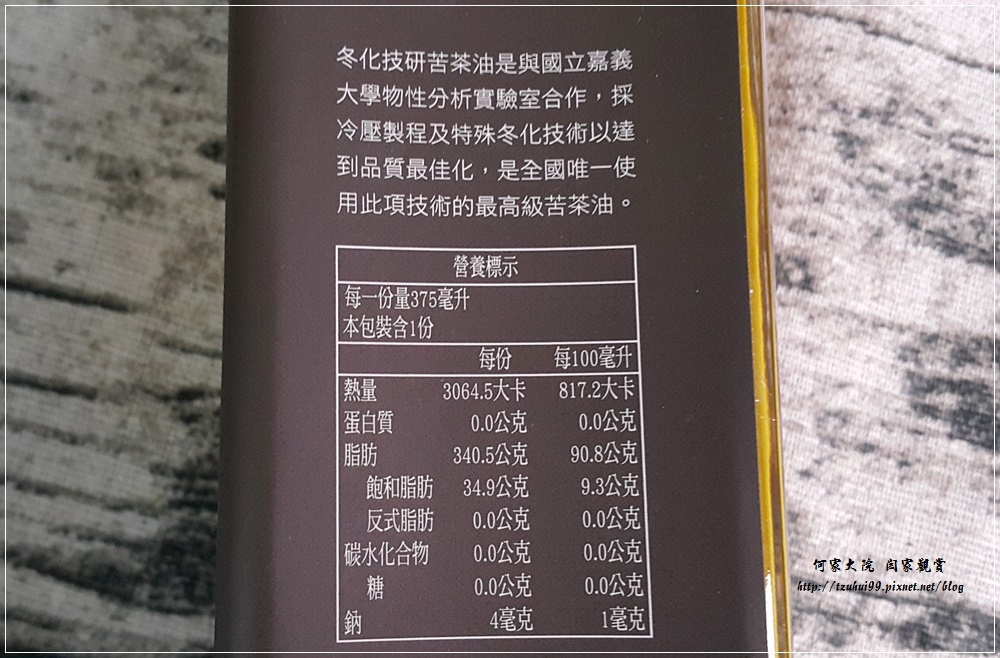 冬化技研苦茶油是與國立嘉義
大學物性分析實驗室合作，採
冷壓製程及特殊冬化技術以達
到品質最佳化，是全國唯一使
用此項技術的最高級苦茶油。
營養標示
每一份量375毫升
本包裝含1份
每份 每100毫升
熱量 3064.5大卡 817.2大卡
蛋白質 0.0公克 0.0公克
脂肪 340.5公克 90.8公克
飽和脂肪 34.9公克 9.3公克
反式脂肪 0.0公克 0.0公克
碳水化合物 0.0公克 0.0公克
糖 0.0公克 0.0公克
鈉 4毫克 1毫克
何家大院 闔家觀賞
http://tzuhui99.pixnet.net/blog